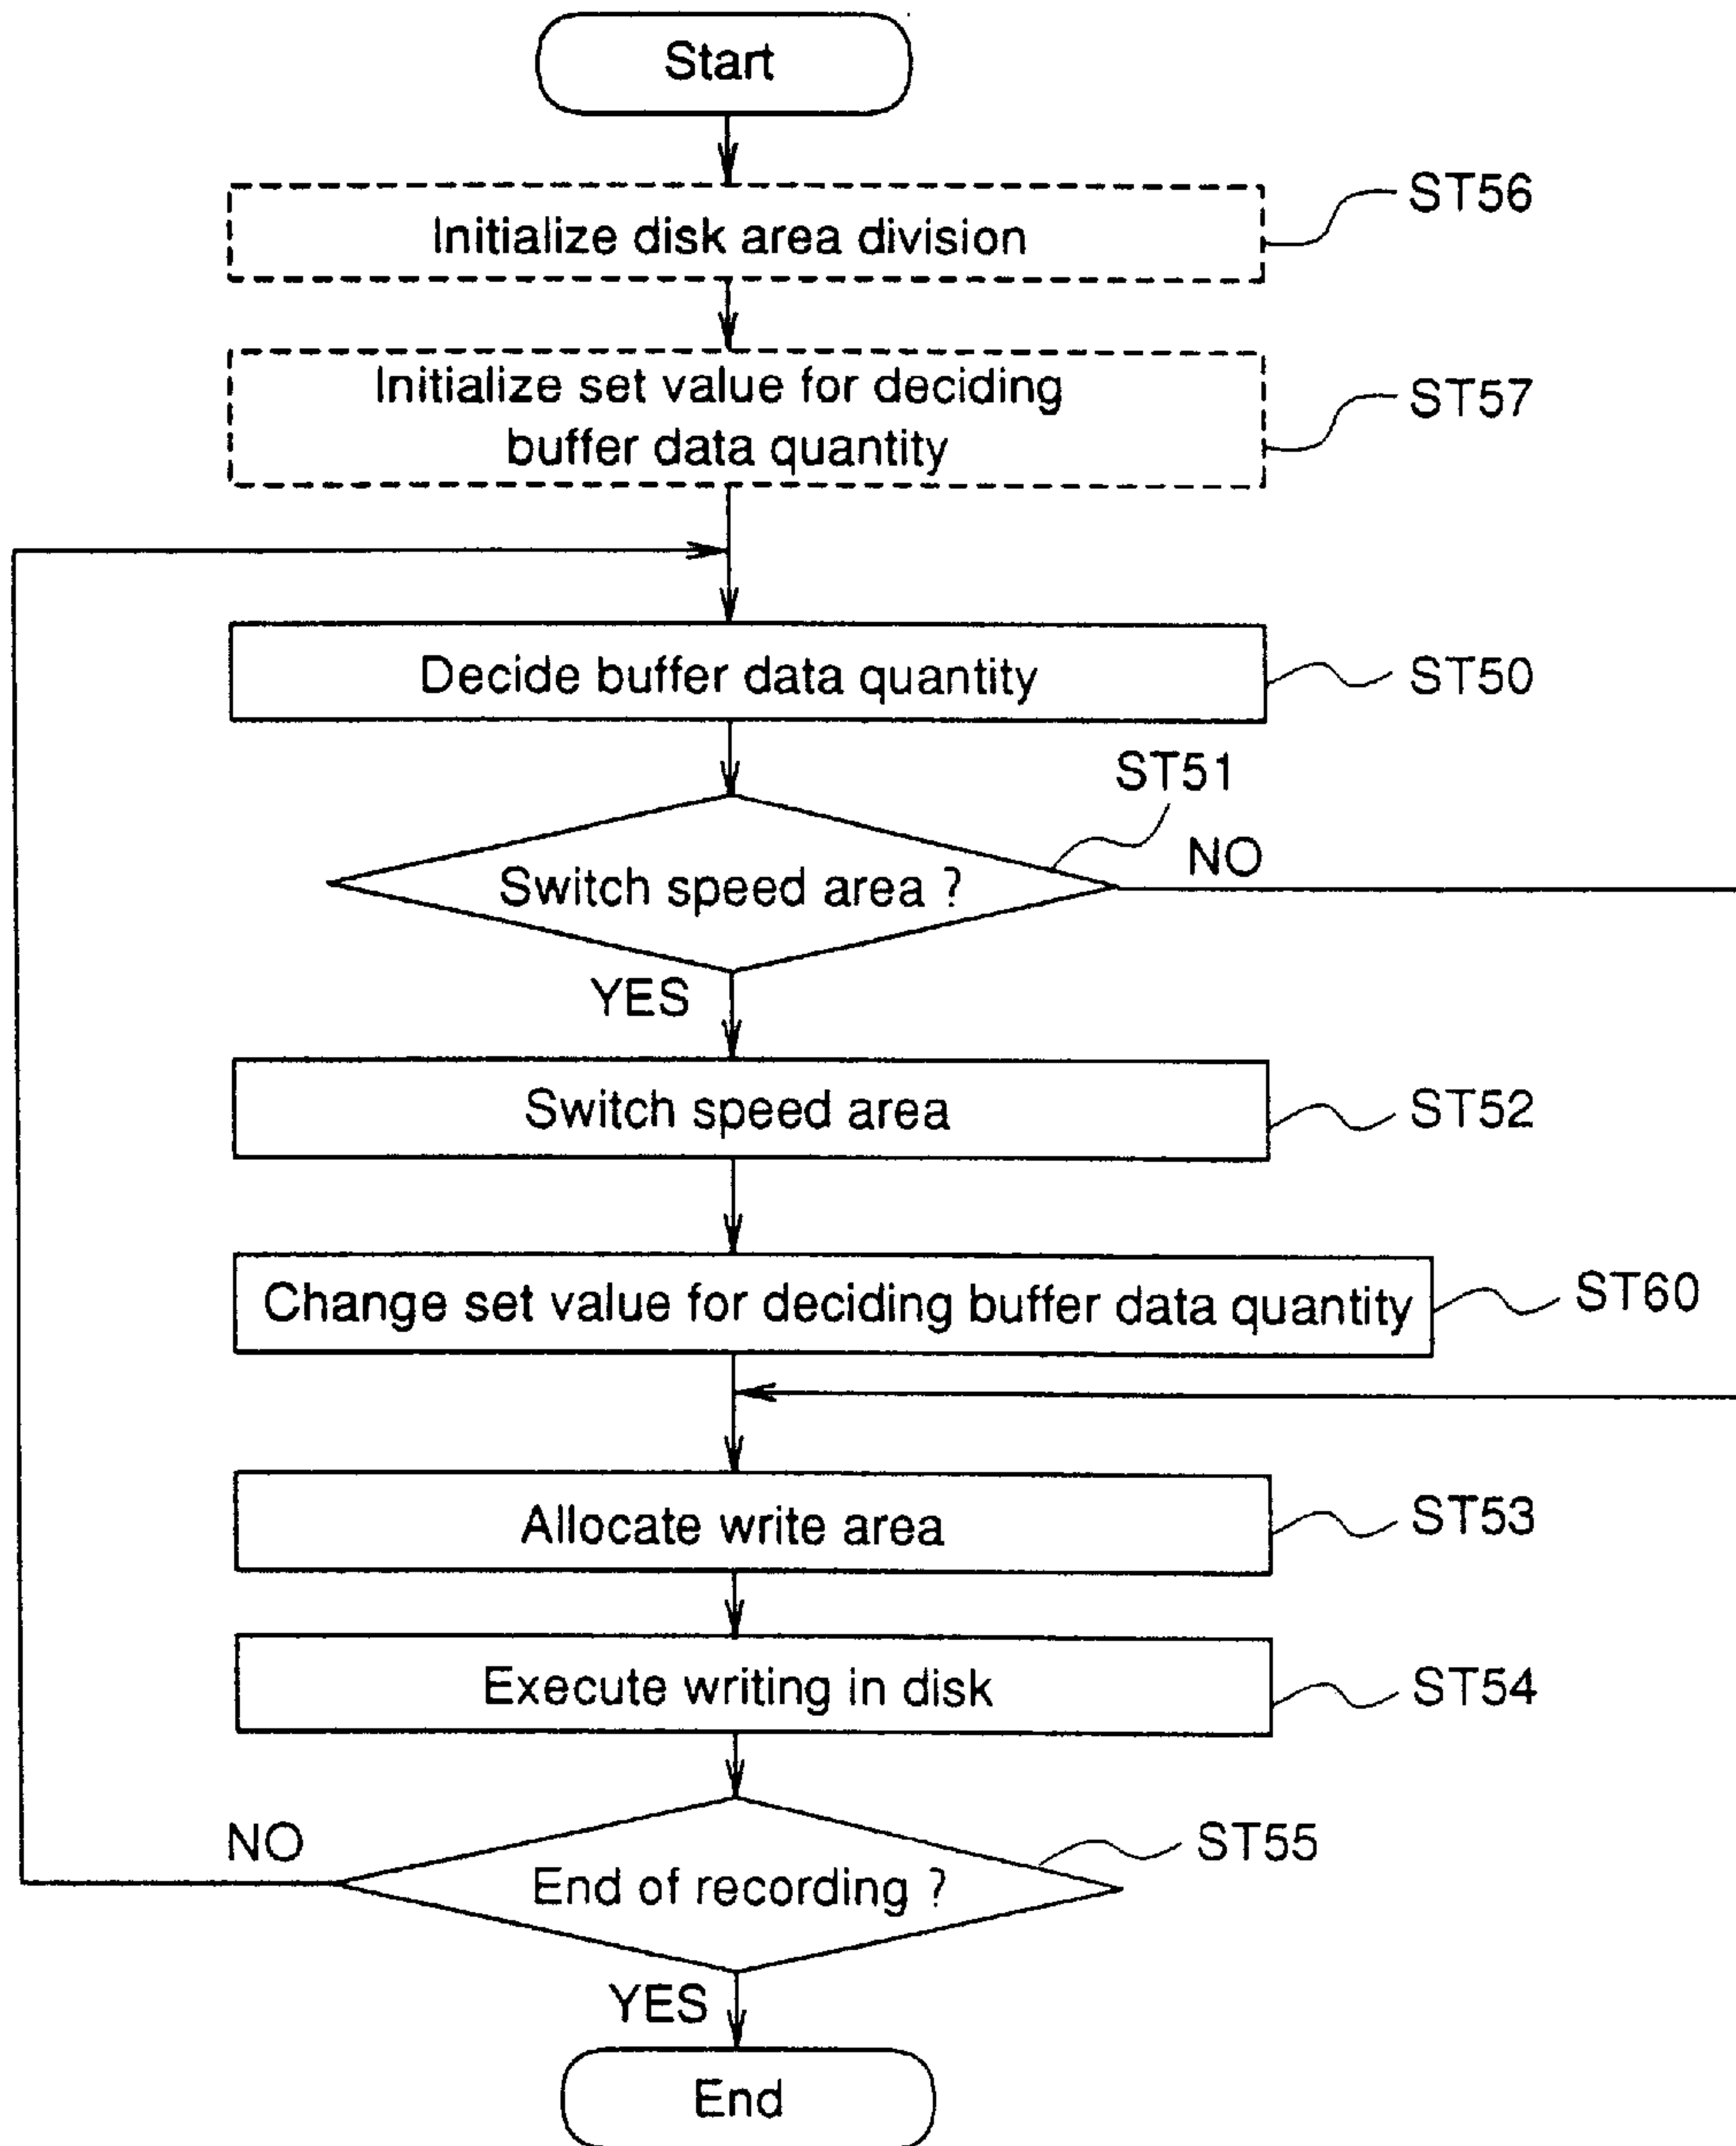 Start
Initialize disk area division
ST56
Initialize set value for deciding
buffer data quantity
ST57
Decide buffer data quantity
ST50
ST51
Switch speed area ?
NO
YES
Switch speed area
ST52
Change set value for deciding buffer data quantity
ST60
Allocate write area
ST53
Execute writing in disk
ST54
NO
End of recording ?
ST55
YES
End